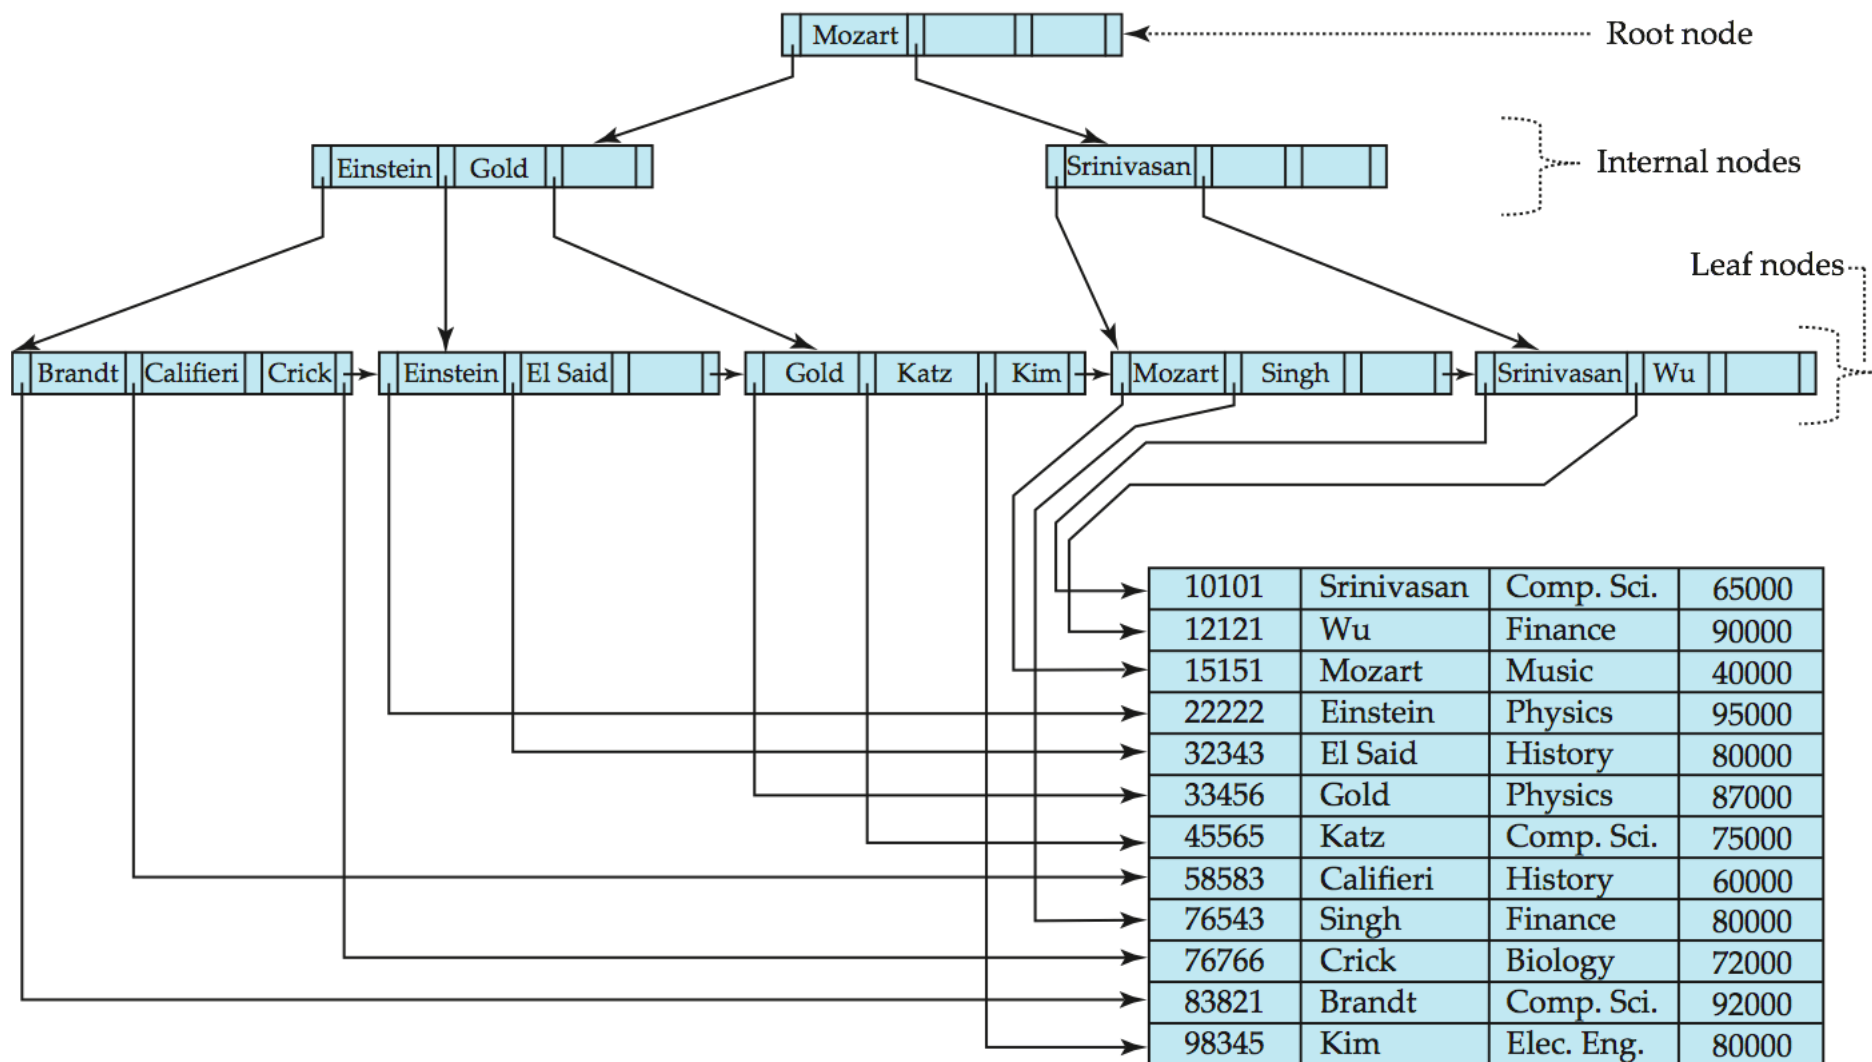 Mozart
Root node
Einstein Gold
Srinivasan
Internal nodes
Leaf nodes
Brandt Califieri Crick
Einstein El Said
Gold Katz Kim
Mozart Singh
Srinivasan Wu
10101 Srinivasan Comp. Sci. 65000
12121 Wu Finance 90000
15151 Mozart Music 40000
22222 Einstein Physics 95000
32343 El Said History 80000
33456 Gold Physics 87000
45565 Katz Comp. Sci. 75000
58583 Califieri History 60000
76543 Singh Finance 80000
76766 Crick Biology 72000
83821 Brandt Comp. Sci. 92000
98345 Kim Elec. Eng. 80000